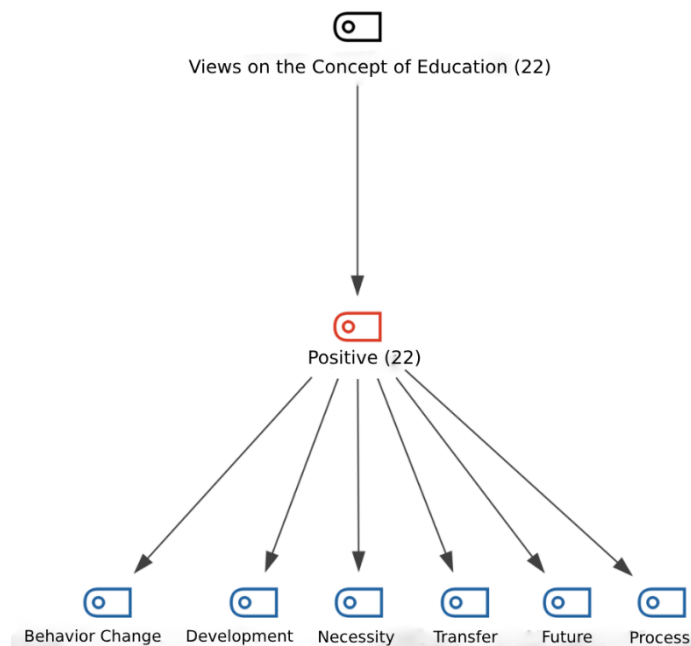 Views on the Concept of Education (22)
Positive (22)
Behavior Change
Development
Necessity
Transfer
Future
Process